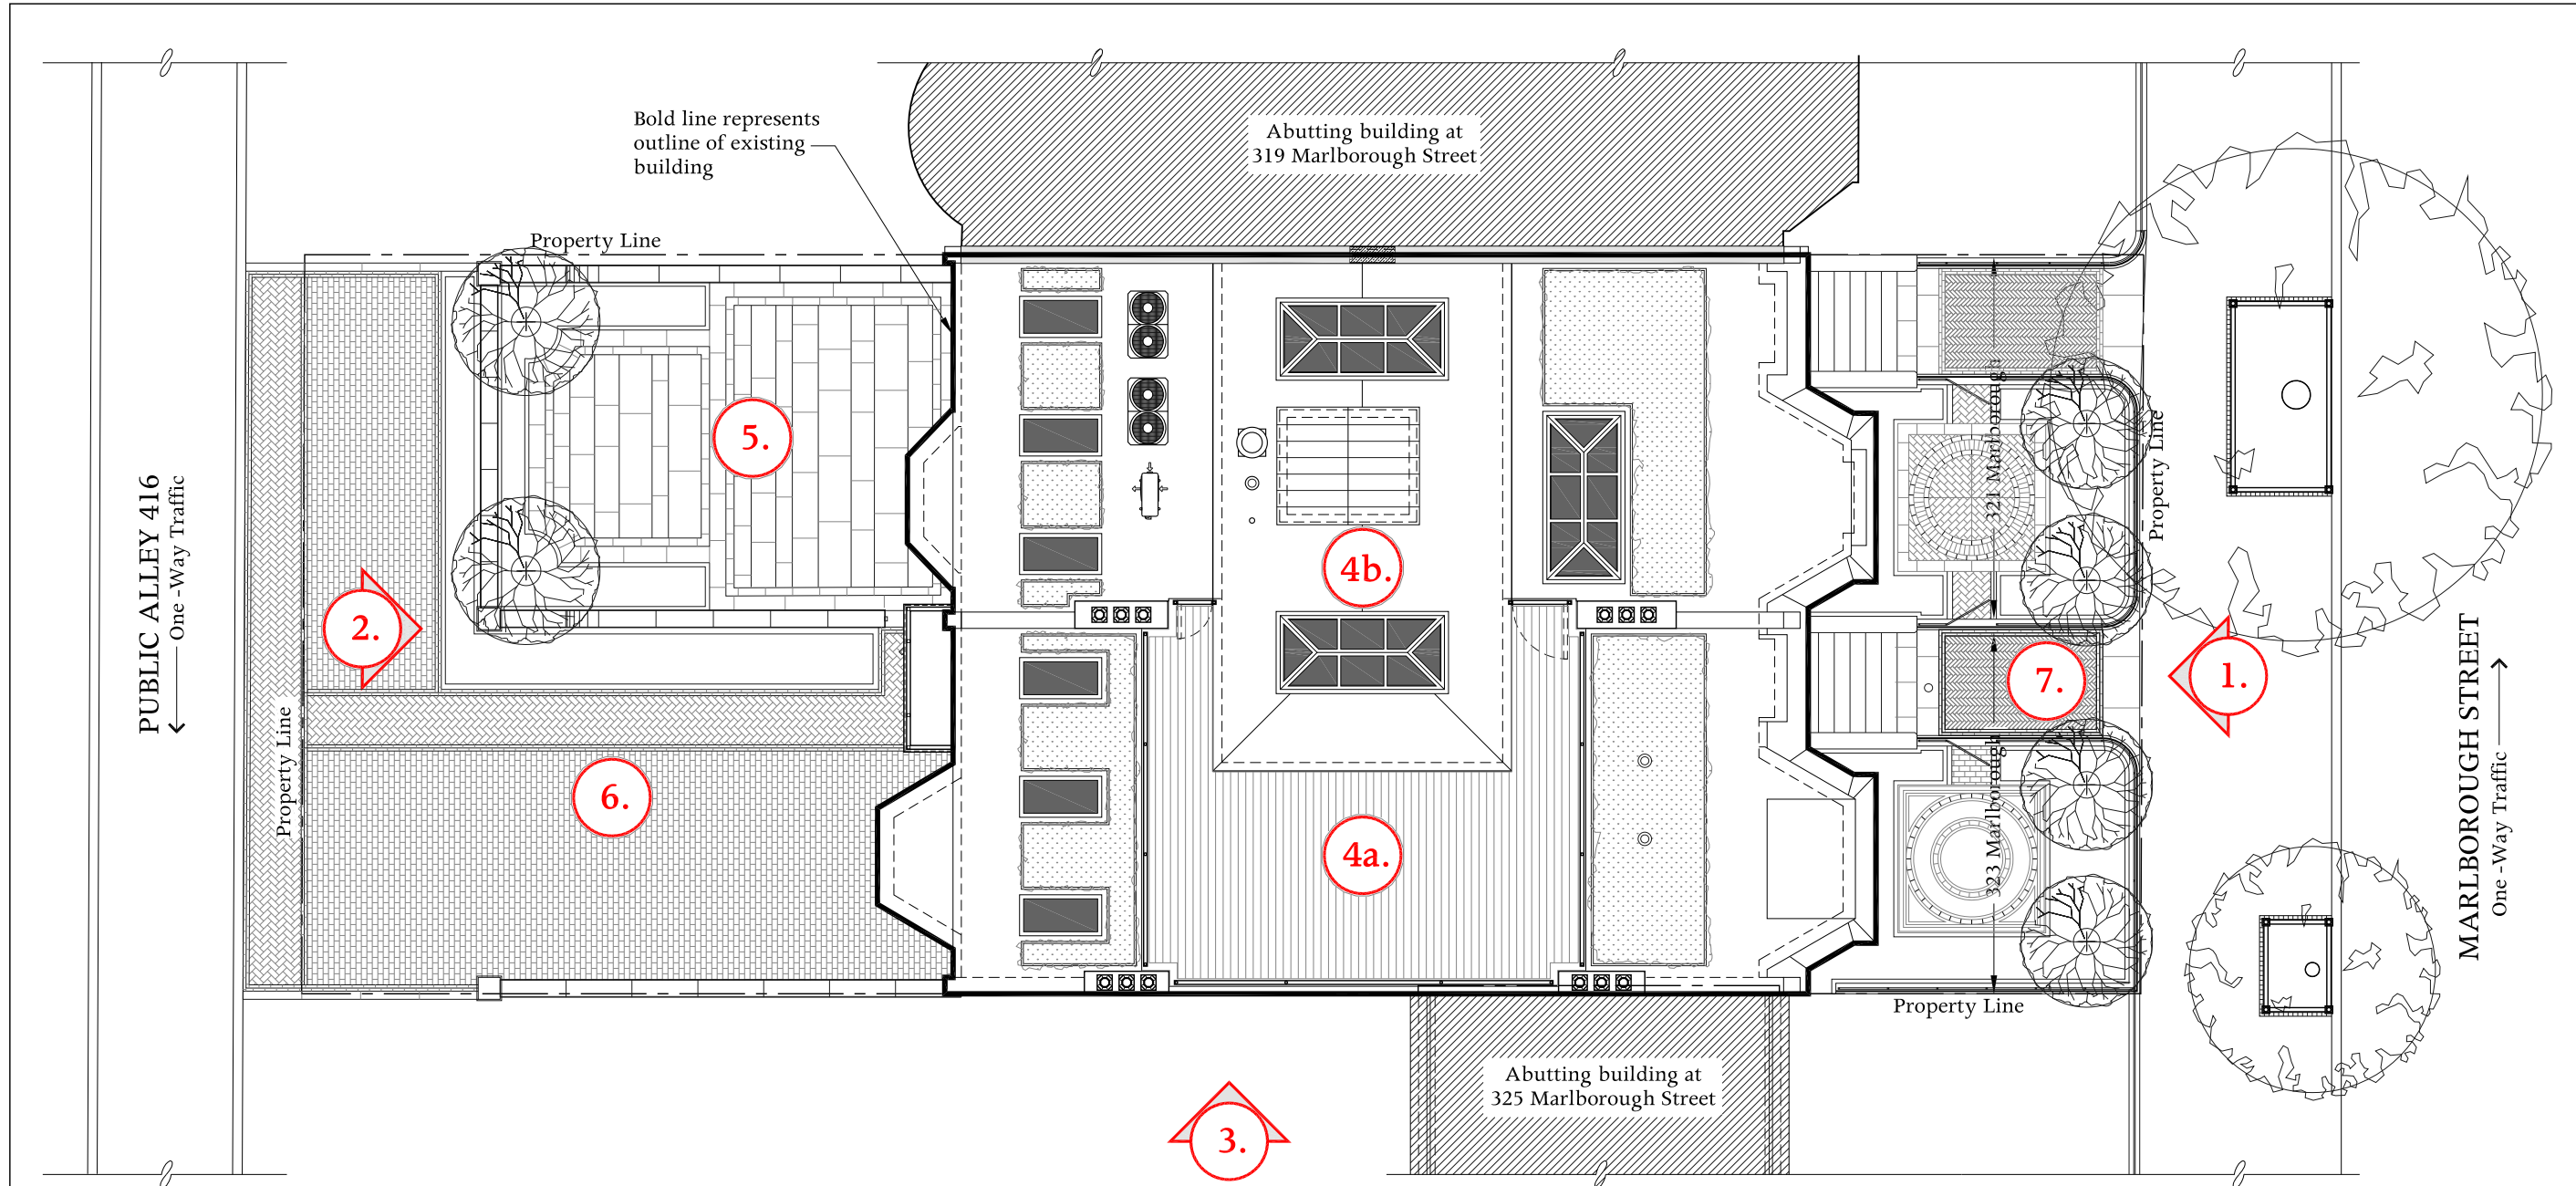 Bold line represents
outline of existing
building
Abutting building at
319 Marlborough Street
Property Line
PUBLIC ALLEY 416
One -Way Traffic
Property Line
2.
5.
6.
4b.
4a.
3.
321 Marlborough
323 Marlborough
7.
1.
Property Line
Property Line
MARLBOROUGH STREET
One -Way Traffic
Abutting building at
325 Marlborough Street